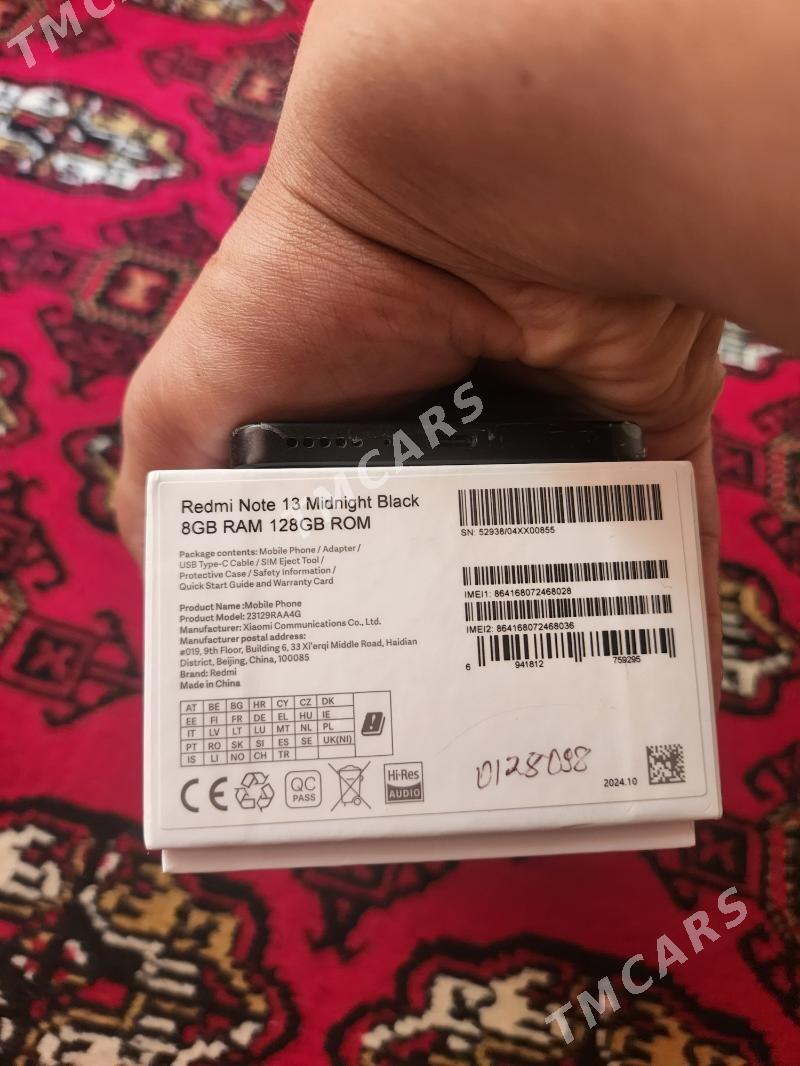 TMCARS
TMCARS
Redmi Note 13 Midnight Black
8GB RAM 128GB ROM
Package contents: Mobile Phone / Adapter /
USB Type-C Cable / SIM Eject Tool /
Protective Case / Safety Information /
Quick Start Guide and Warranty Card
Product Name :Mobile Phone
Product Model: 23129RAA4G
Manufacturer: Xiaomi Communications Co., Ltd.
Manufacturer postal address:
#019, 9th Floor, Building 6, 33 Xi'erqi Middle Road, Haidian
District, Beijing, China, 100085
Brand: Redmi
Made in China
SN: 52938/04XX00855
IMEI1: 864168072468028
IMEI2: 864168072468036
6 941812 759295
AT BE BG HR CY CZ DK
EE FI FR DE EL HU IE
IT LV LT LU MT NL PL
PT RO SK SI ES SE UK(NI)
IS LI NO CH TR
CE
QC
PASS
Hi-Res
AUDIO
0128098
2024.10
TMCARS